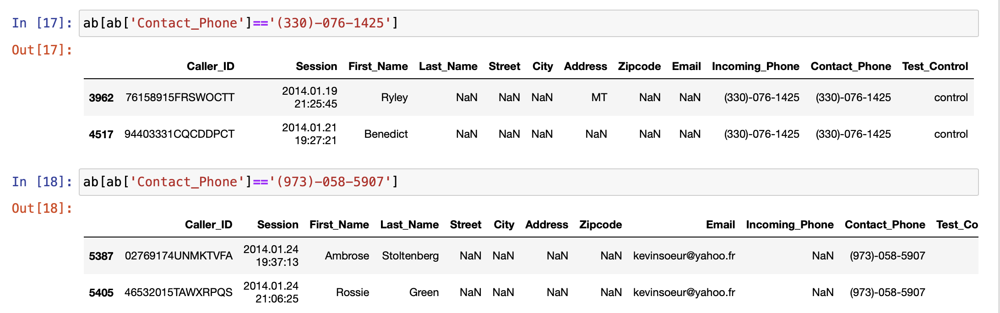 In [17]: ab[ab['Contact_Phone']=='(330)-076-1425']
Out[17]:
Caller_ID Session First_Name Last_Name Street City Address Zipcode Email Incoming_Phone Contact_Phone Test_Control
3962 76158915FRSWOCTT 2014.01.19 21:25:45 Ryley NaN NaN NaN MT NaN NaN (330)-076-1425 (330)-076-1425 control
4517 94403331CQCDDPCT 2014.01.21 19:27:21 Benedict NaN NaN NaN NaN NaN NaN (330)-076-1425 (330)-076-1425 control
In [18]: ab[ab['Contact_Phone']=='(973)-058-5907']
Out[18]:
Caller_ID Session First_Name Last_Name Street City Address Zipcode Email Incoming_Phone Contact_Phone Test_Co
5387 02769174UNMKTVFA 2014.01.24 19:37:13 Ambrose Stoltenberg NaN NaN NaN NaN kevinsoeur@yahoo.fr NaN (973)-058-5907
5405 46532015TAWXRPQS 2014.01.24 21:06:25 Rossie Green NaN NaN NaN NaN kevinsoeur@yahoo.fr NaN (973)-058-5907